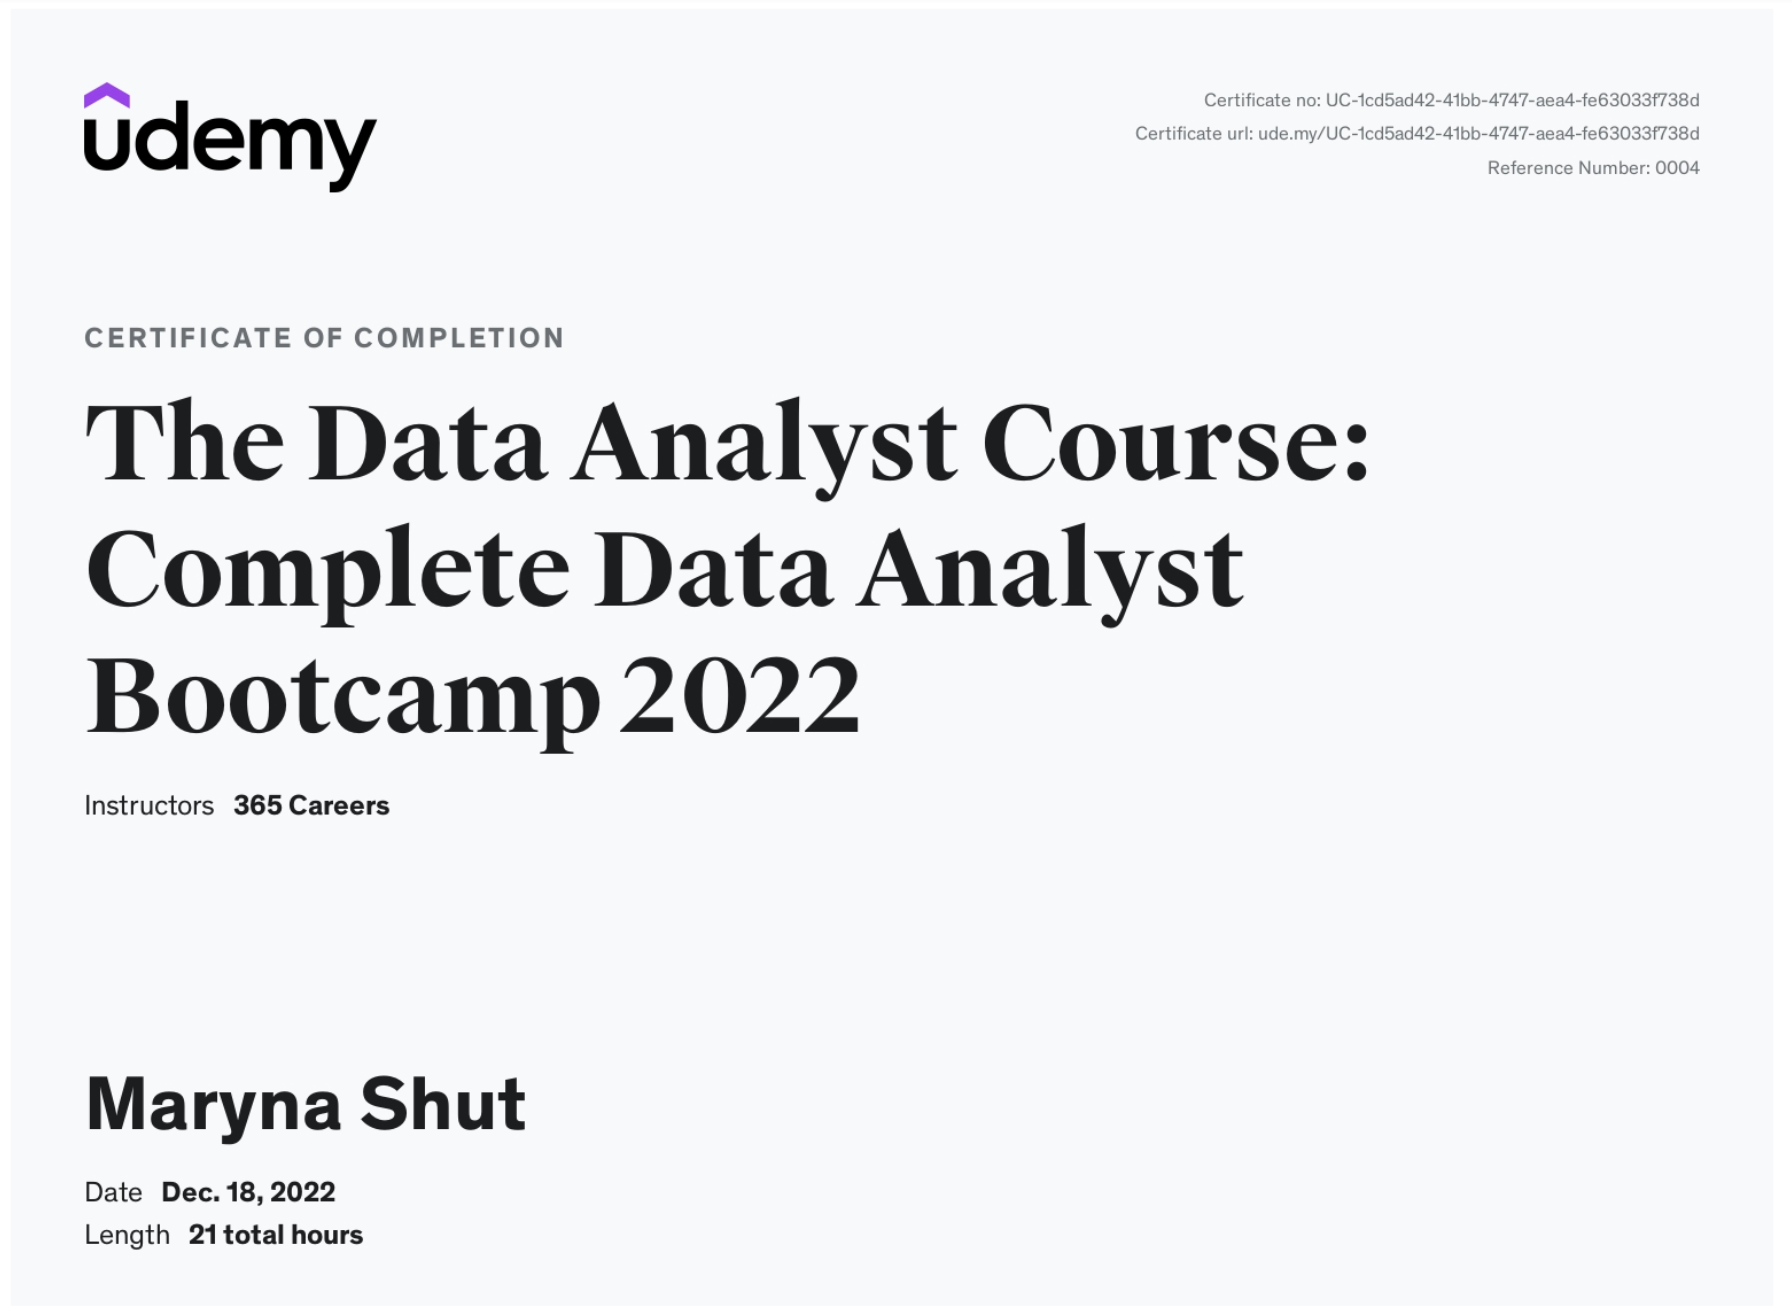 udemy
Certificate no: UC-1cd5ad42-41bb-4747-aea4-fe63033f738d
Certificate url: ude.my/UC-1cd5ad42-41bb-4747-aea4-fe63033f738d
Reference Number: 0004
CERTIFICATE OF COMPLETION
The Data Analyst Course:
Complete Data Analyst
Bootcamp 2022
Instructors 365 Careers
Maryna Shut
Date Dec. 18, 2022
Length 21 total hours